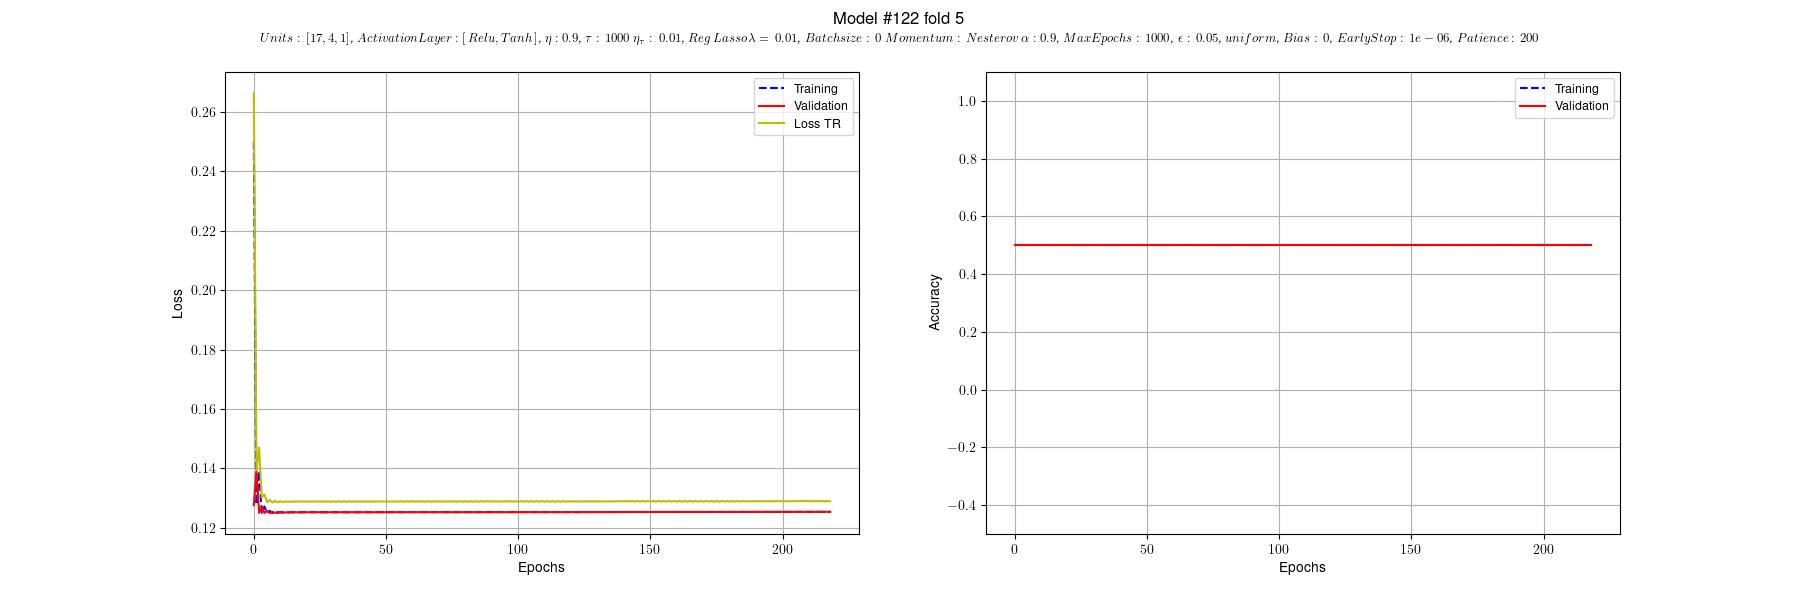 Model #122 fold 5
Units : [17, 4, 1], ActivationLayer : [Relu, Tanh], η : 0.9, τ : 1000 ητ : 0.01, Reg Lassoλ = 0.01, Batchsize : 0 Momentum : Nesterov α : 0.9, MaxEpochs : 1000, ϵ : 0.05, uniform, Bias : 0, EarlyStop : 1e − 06, Patience : 200
Training
Validation
Loss TR
0.26
0.24
0.22
0.20
0.18
0.16
0.14
0.12
Loss
0
50
100
150
200
Epochs
Training
Validation
1.0
0.8
0.6
0.4
0.2
0.0
−0.2
−0.4
Accuracy
0
50
100
150
200
Epochs